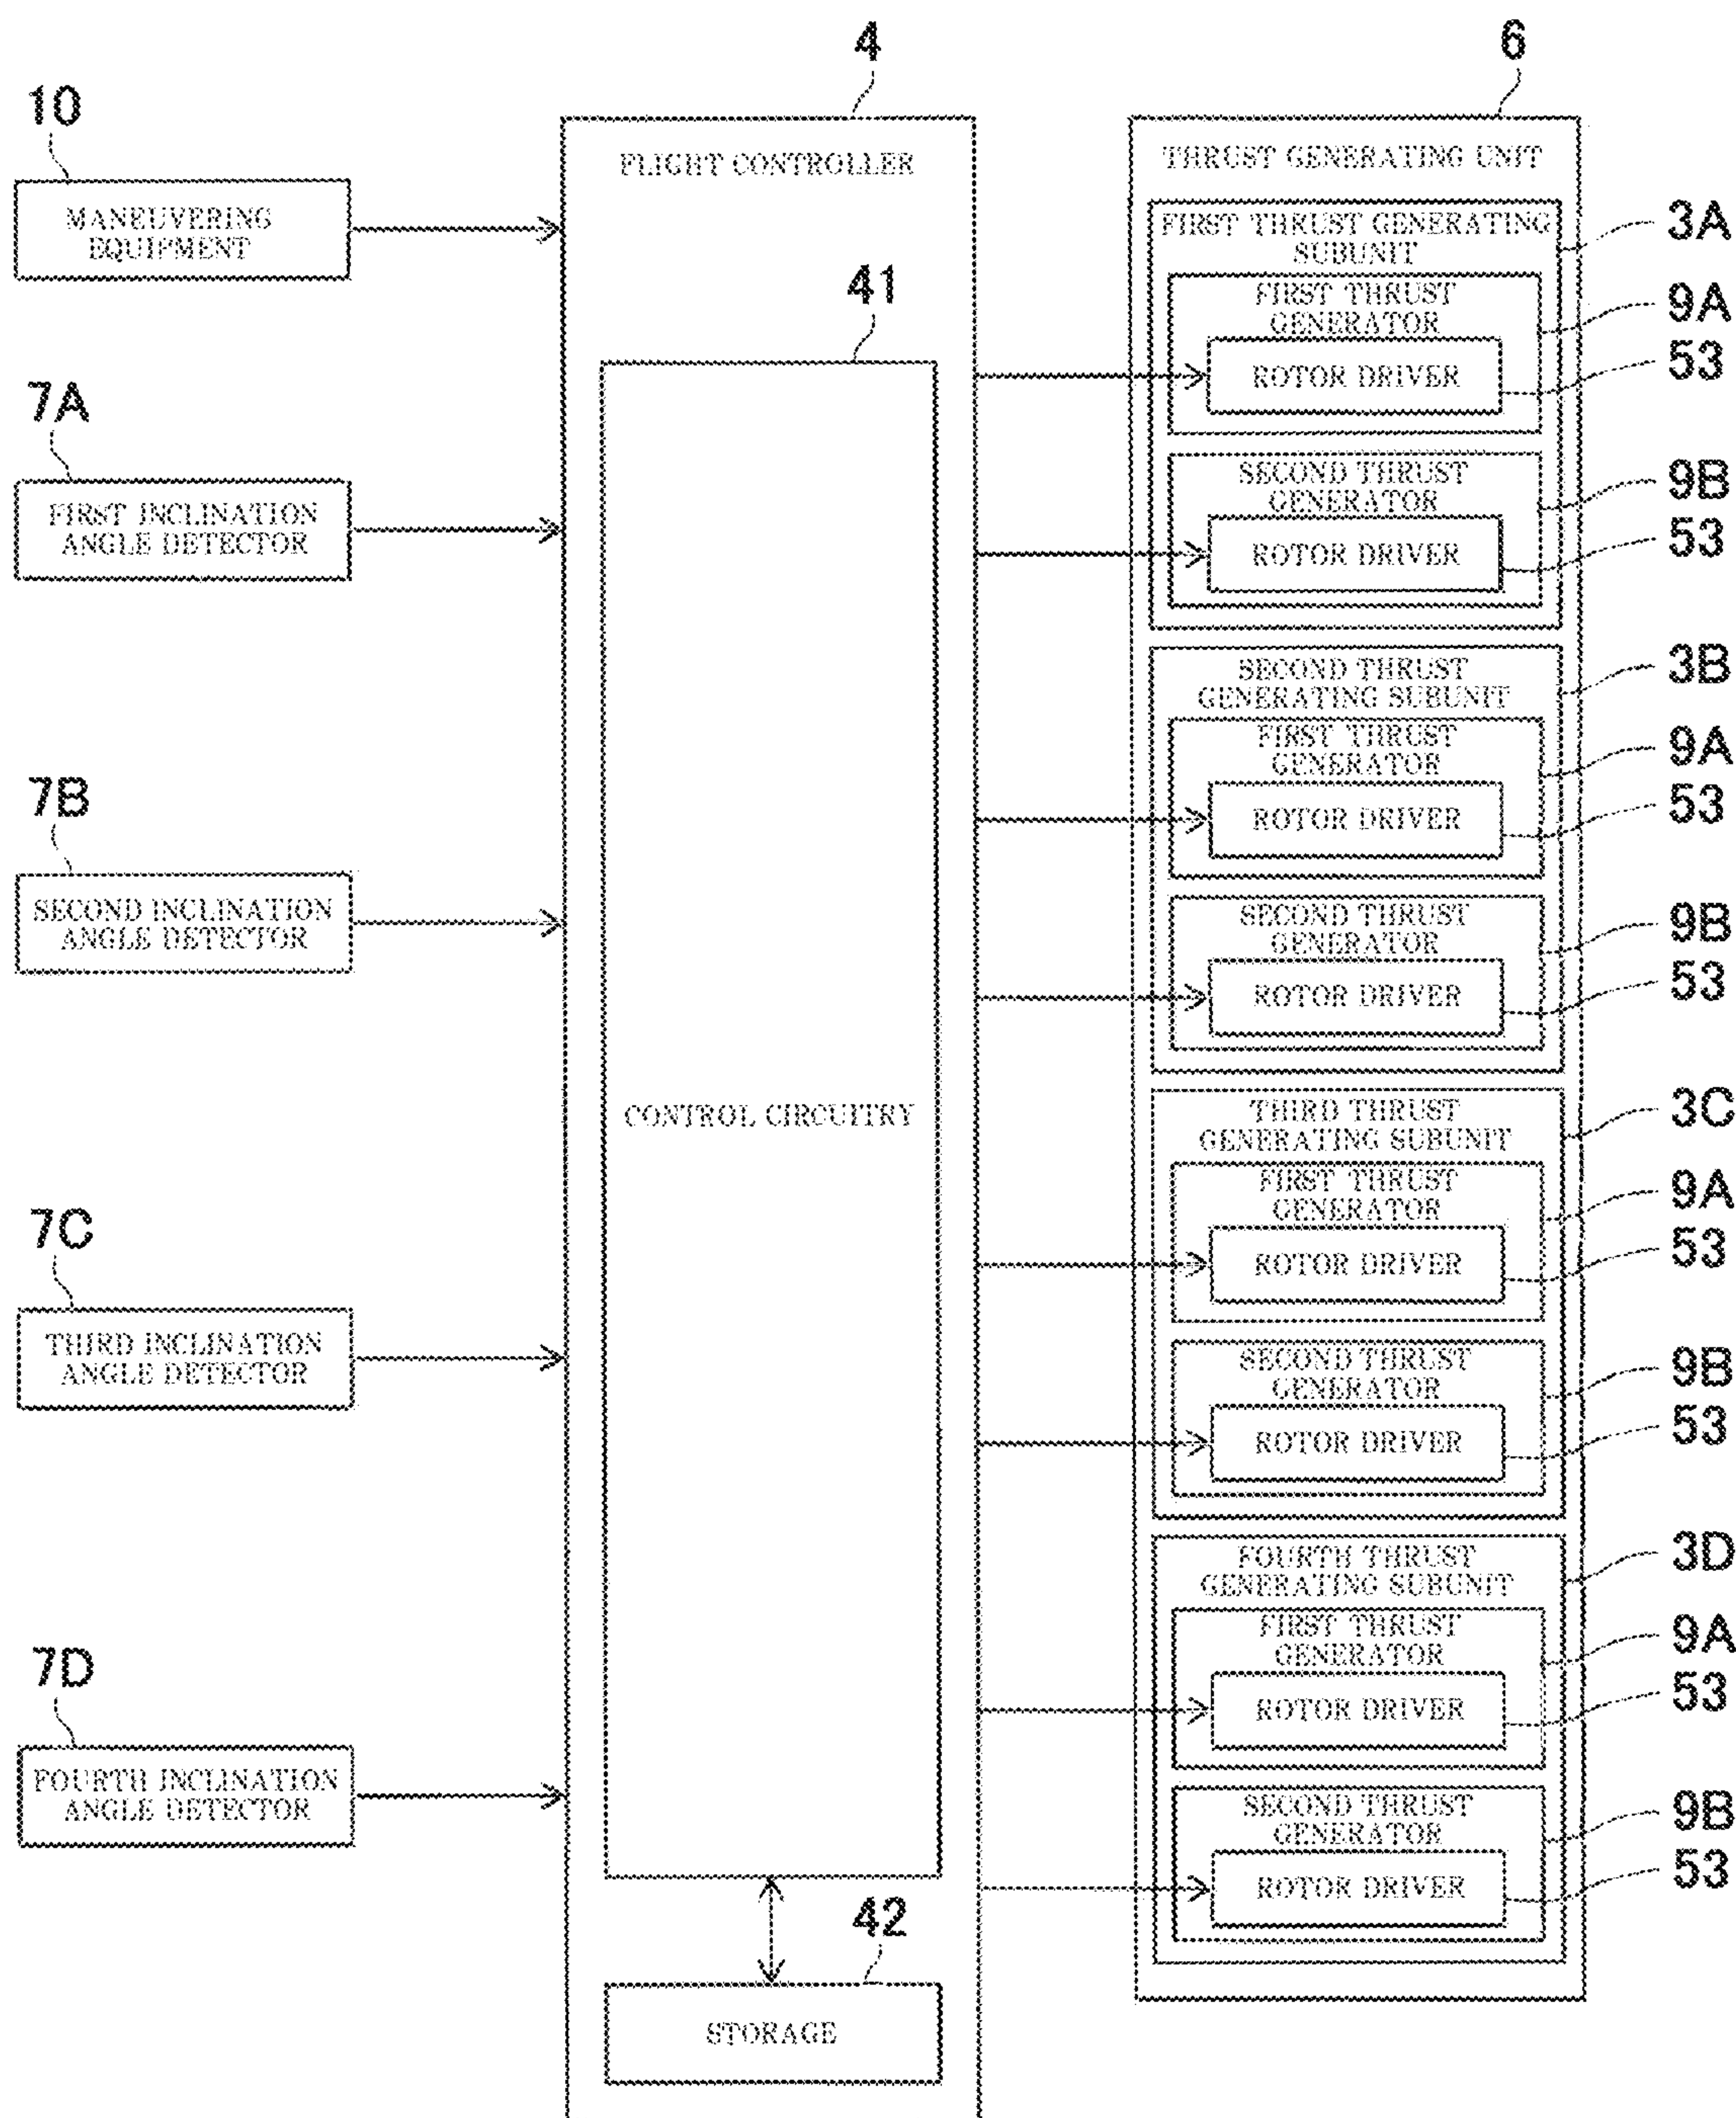 4
6
10
FLIGHT CONTROLLER
THRUST GENERATING UNIT
MANEUVERING
EQUIPMENT
FIRST THRUST GENERATING
SUBUNIT
3A
41
FIRST THRUST
GENERATOR
9A
ROTOR DRIVER
53
7A
FIRST INCLINATION
ANGLE DETECTOR
SECOND THRUST
GENERATOR
9B
ROTOR DRIVER
53
SECOND THRUST
GENERATING SUBUNIT
3B
FIRST THRUST
GENERATOR
9A
ROTOR DRIVER
53
7B
SECOND INCLINATION
ANGLE DETECTOR
SECOND THRUST
GENERATOR
9B
ROTOR DRIVER
53
CONTROL CIRCUITRY
THIRD THRUST
GENERATING SUBUNIT
3C
FIRST THRUST
GENERATOR
9A
ROTOR DRIVER
53
7C
THIRD INCLINATION
ANGLE DETECTOR
SECOND THRUST
GENERATOR
9B
ROTOR DRIVER
53
FOURTH THRUST
GENERATING SUBUNIT
3D
FIRST THRUST
GENERATOR
9A
ROTOR DRIVER
53
7D
FOURTH INCLINATION
ANGLE DETECTOR
SECOND THRUST
GENERATOR
9B
ROTOR DRIVER
53
42
STORAGE